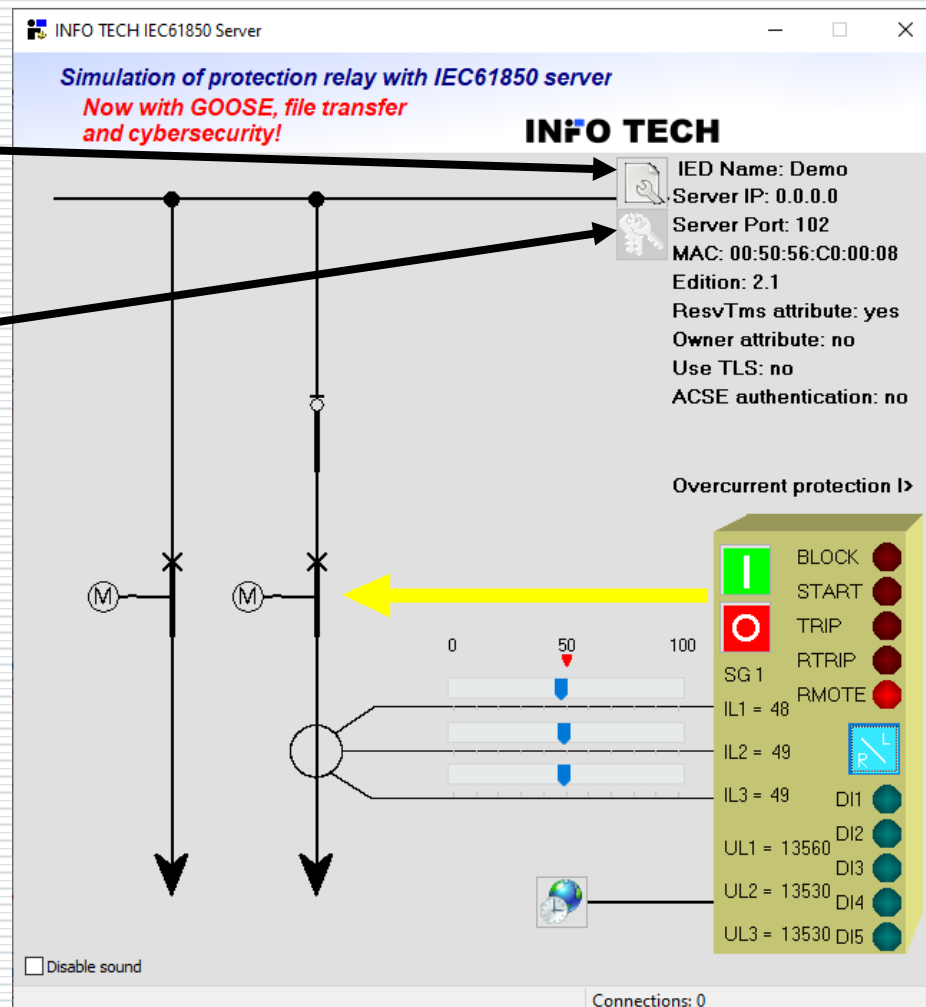 INFO TECH IEC61850 Server
Simulation of protection relay with IEC61850 server
Now with GOOSE, file transfer
and cybersecurity!
INFO TECH
IED Name: Demo
Server IP: 0.0.0.0
Server Port: 102
MAC: 00:50:56:C0:00:08
Edition: 2.1
ResvTms attribute: yes
Owner attribute: no
Use TLS: no
ACSE authentication: no
Overcurrent protection I>
BLOCK
START
TRIP
RTRIP
RMOTE
M
M
0 50 100
SG1
IL1 = 48
IL2 = 49
IL3 = 49
L
R
DI1
DI2
DI3
DI4
DI5
UL1 = 13560
UL2 = 13530
UL3 = 13530
Disable sound
Connections: 0